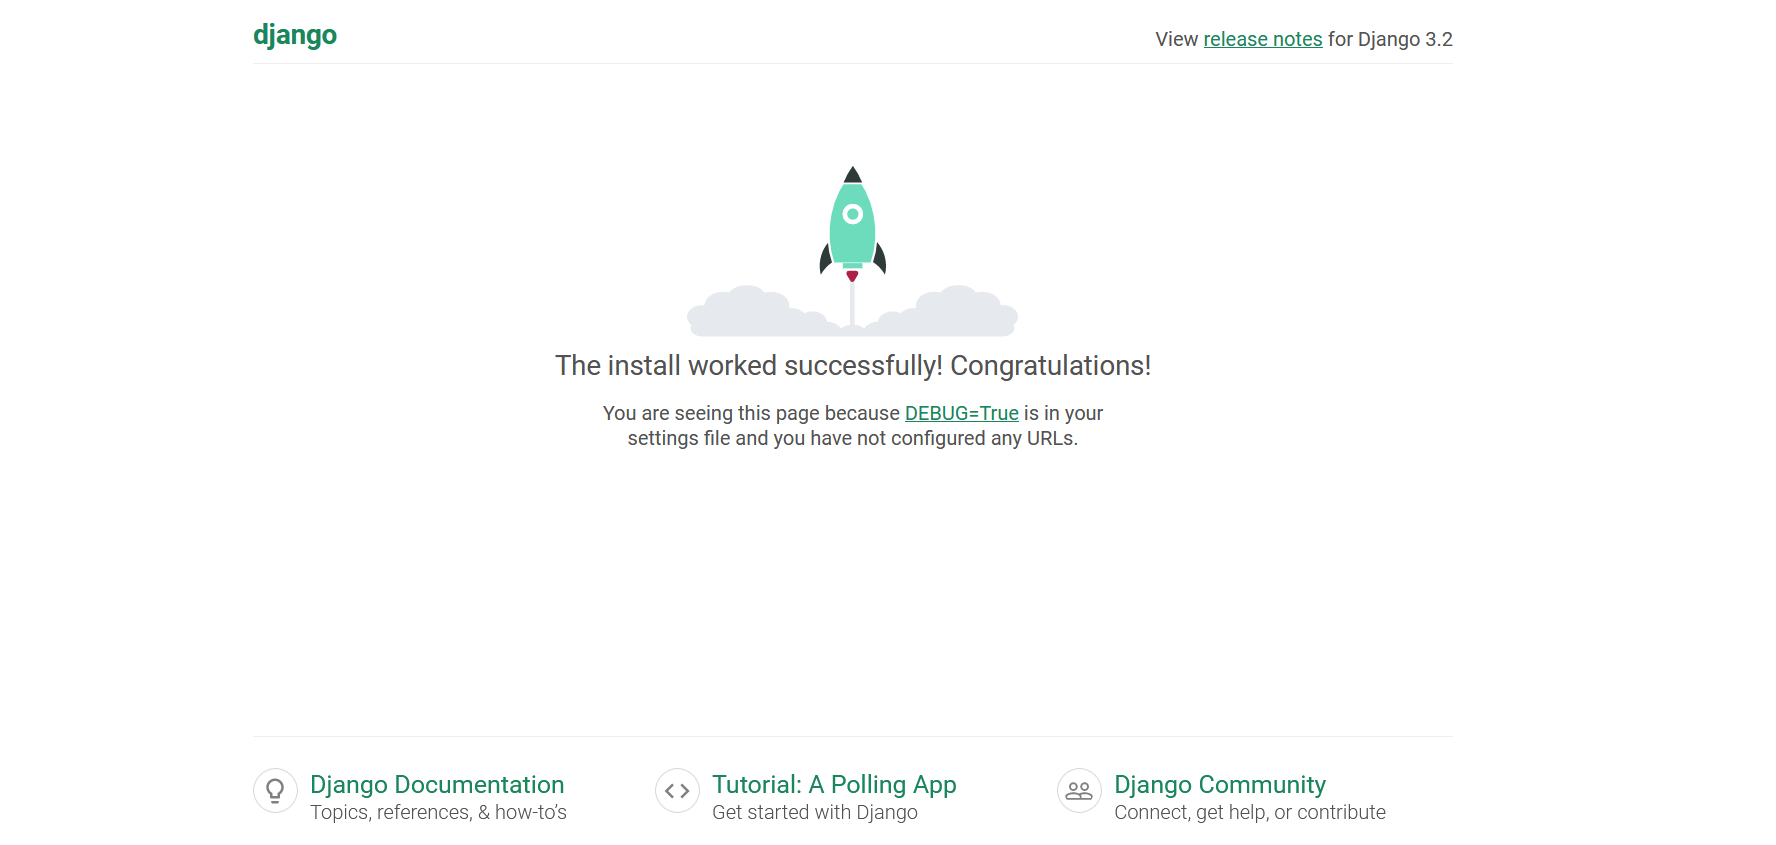 django
View release notes for Django 3.2
The install worked successfully! Congratulations!
You are seeing this page because DEBUG=True is in your
settings file and you have not configured any URLs.
Django Documentation
Topics, references, & how-to’s
Tutorial: A Polling App
Get started with Django
Django Community
Connect, get help, or contribute